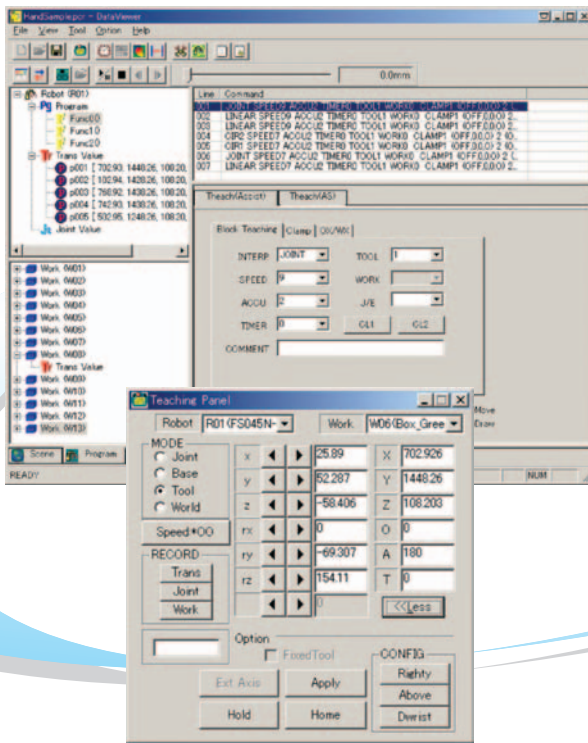 HandSample.pcr - DataViewer
File View Tool Option Help
0.0mm
Robot (R01)
Pg Program
Func00
Func10
Func20
Tr Trans Value
p001 [ 702.93, 1448.26, 108.20,
p002 [ 102.94, 1438.26, 108.20,
p003 [ 768.92, 1438.26, 108.20,
p004 [ 742.93, 1438.26, 108.20,
p005 [ 532.95, 1248.26, 108.20,
Joint Value
Line Command
001 JOINT SPEED9 ACCU2 TIMER0 TOOL1 WORK0 CLAMP1 (OFF,0,0,0) 2
002 LINEAR SPEED9 ACCU2 TIMER0 TOOL1 WORK0 CLAMP1 (OFF,0,0,0) 2..
003 LINEAR SPEED9 ACCU2 TIMER0 TOOL1 WORK0 CLAMP1 (OFF,0,0,0) 2..
004 CIR2 SPEED7 ACCU2 TIMER0 TOOL1 WORK0 CLAMP1 (OFF,0,0,0) 2
005 CIR1 SPEED7 ACCU2 TIMER0 TOOL1 WORK0 CLAMP1 (OFF,0,0,0) 2
006 JOINT SPEED7 ACCU2 TIMER0 TOOL1 WORK0 CLAMP1 (OFF,0,0,0) 2
007 LINEAR SPEED7 ACCU2 TIMER0 TOOL1 WORK0 CLAMP1 (OFF,0,0,0) 2..
Theach(Assist) Theach(AS)
Block Teaching Clamp OX/WX
INTERP JOINT TOOL 1
SPEED 9 WORK
ACCU 2 J/E
TIMER 0 CL1 CL2
COMMENT
Work (W01)
Work (W02)
Work (W03)
Work (W04)
Work (W05)
Work (W06)
Work (W07)
Work (W08)
Trans Value
Work (W09)
Work (W10)
Work (W11)
Work (W12)
Work (W13)
Move
Draw
Scene Program
READY NUM
Teaching Panel
Robot R01(FS045N- Work W06(Box_Gree
MODE
Joint
Base
Tool
World
Speed*00
RECORD
Trans
Joint
Work
x 25.89 X 702.926
y 52.287 Y 1448.26
z -58.406 Z 108.203
rx 0 O 0
ry -69.307 A 180
rz 154.11 T 0
0 <<Less
Option
FixedTool
CONFIG
Ext Axis Apply Righty
Above
Hold Home Dwrist